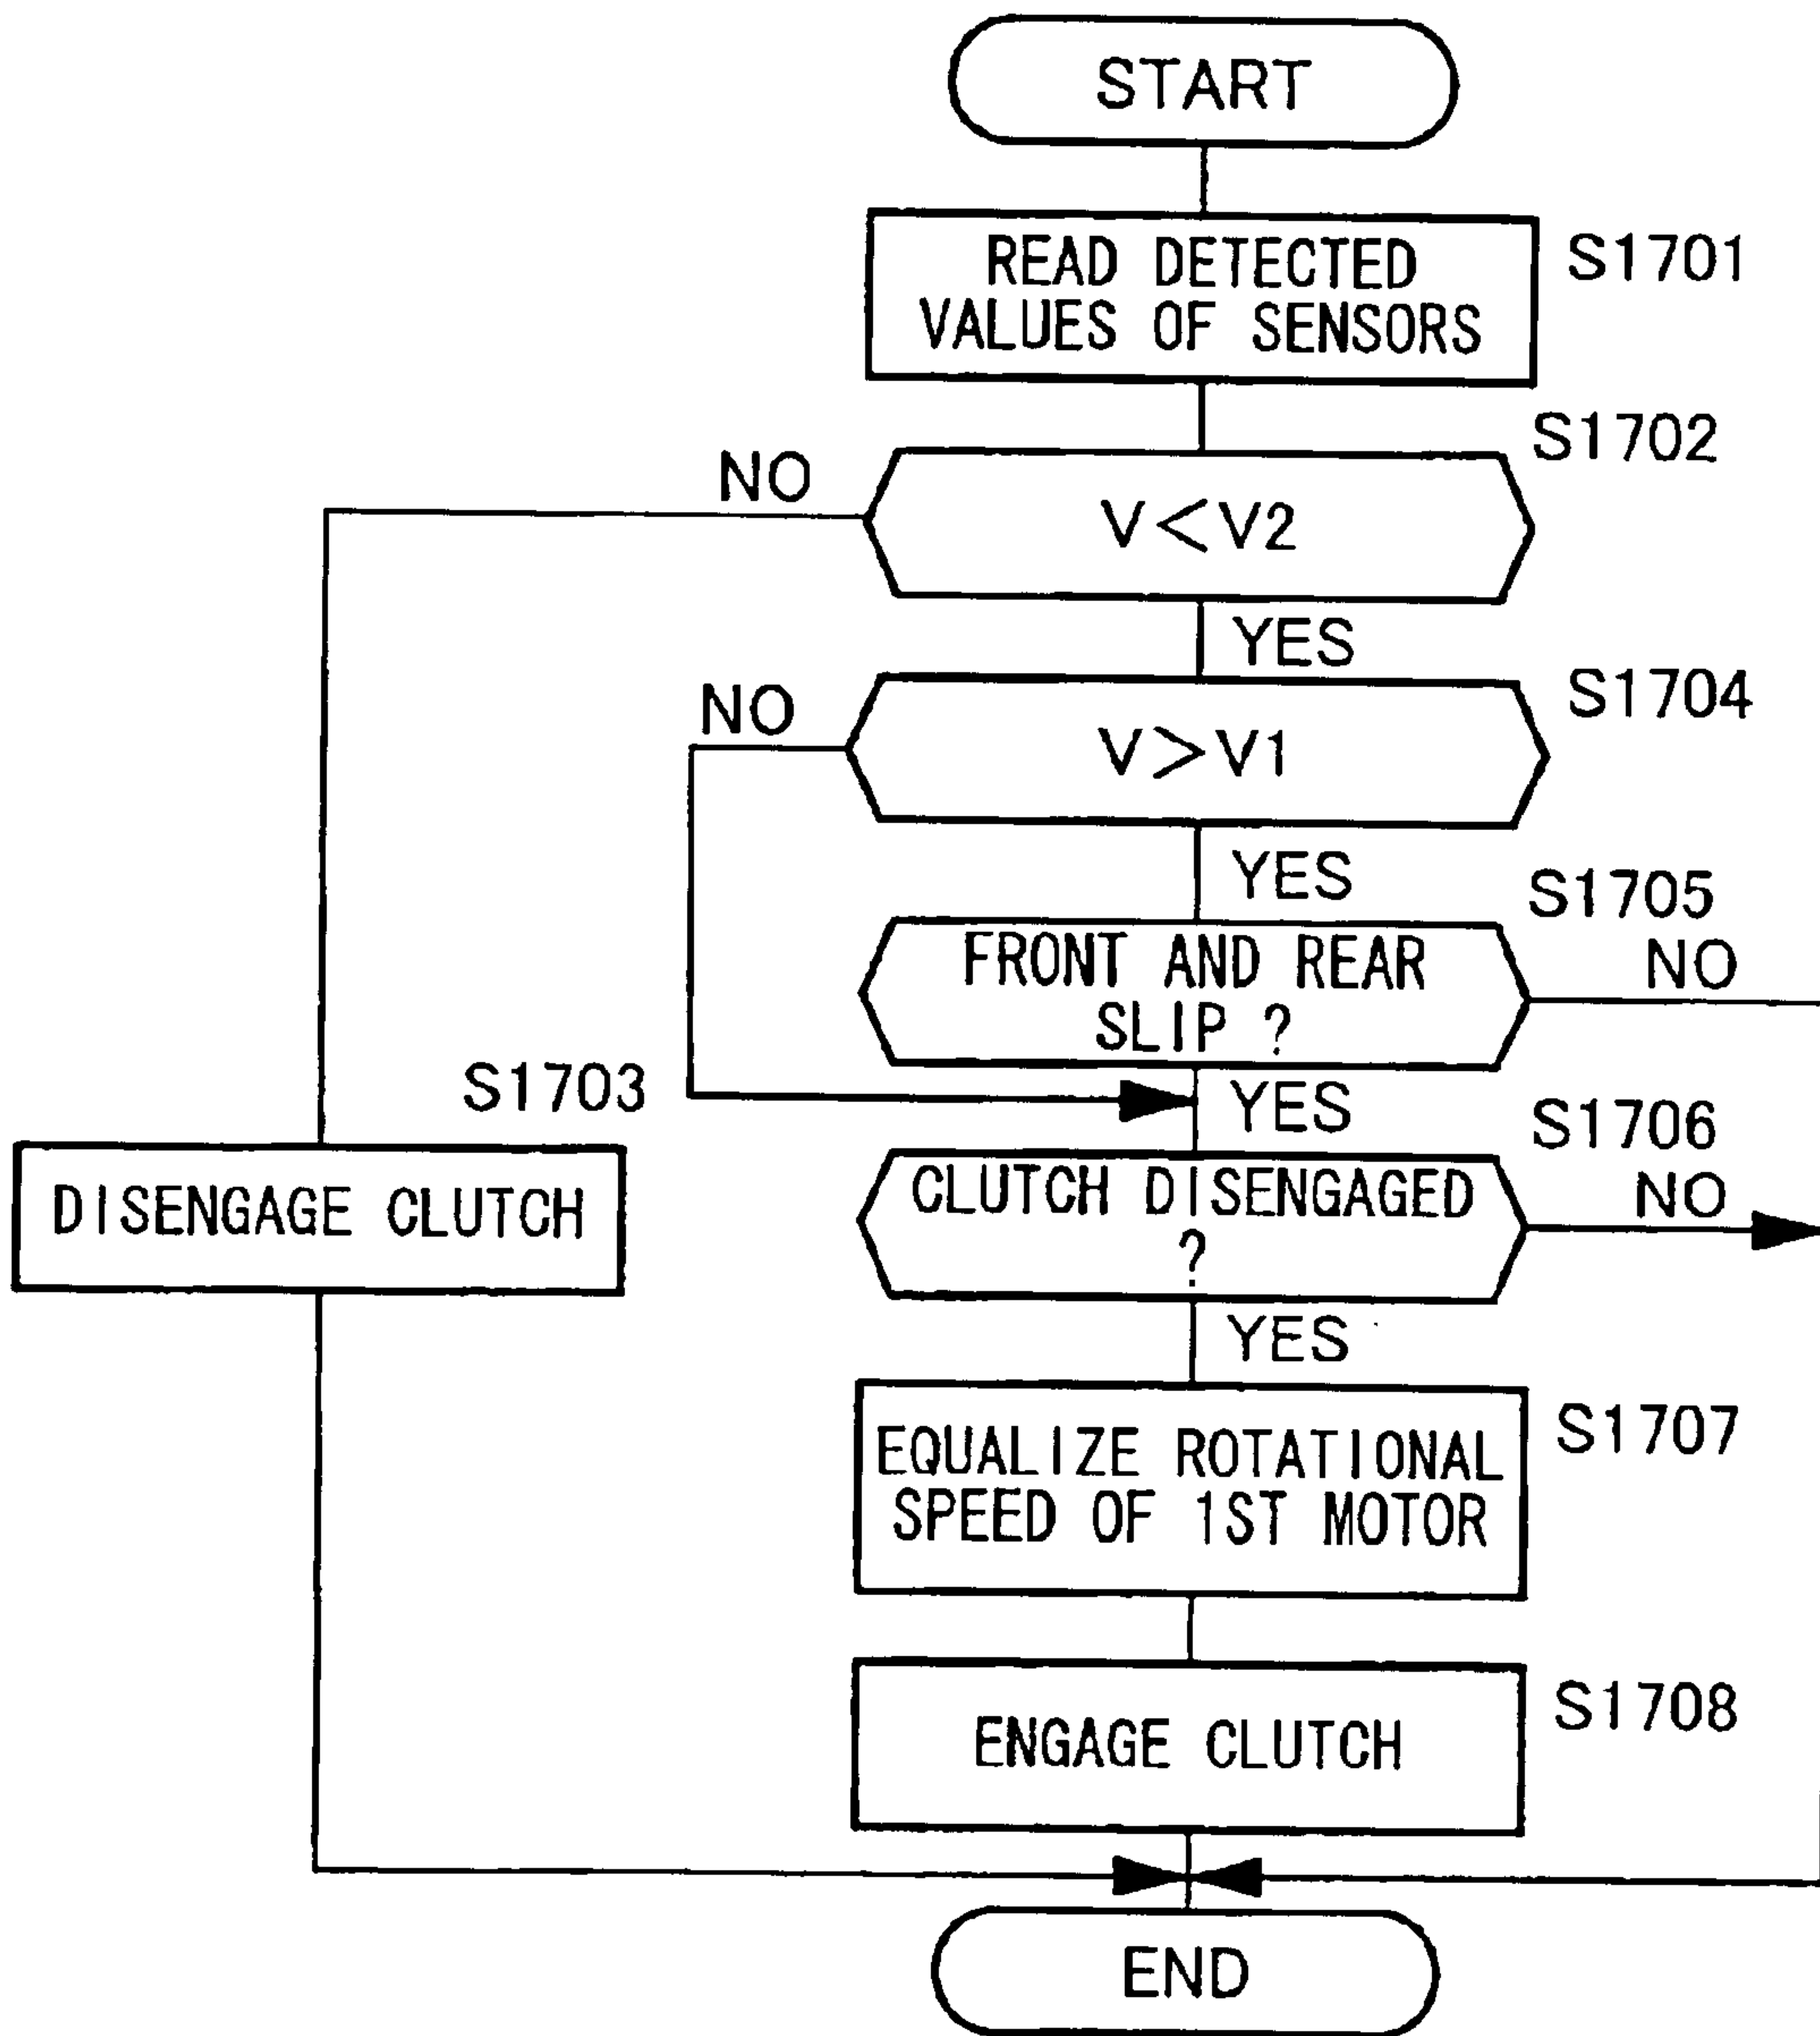 START
READ DETECTED
VALUES OF SENSORS
S1701
S1702
NO
V<V2
YES
S1704
NO
V>V1
YES
S1705
FRONT AND REAR
SLIP ?
NO
YES
S1703
DISENGAGE CLUTCH
S1706
CLUTCH DISENGAGED
?
NO
YES
EQUALIZE ROTATIONAL
SPEED OF 1ST MOTOR
S1707
ENGAGE CLUTCH
S1708
END